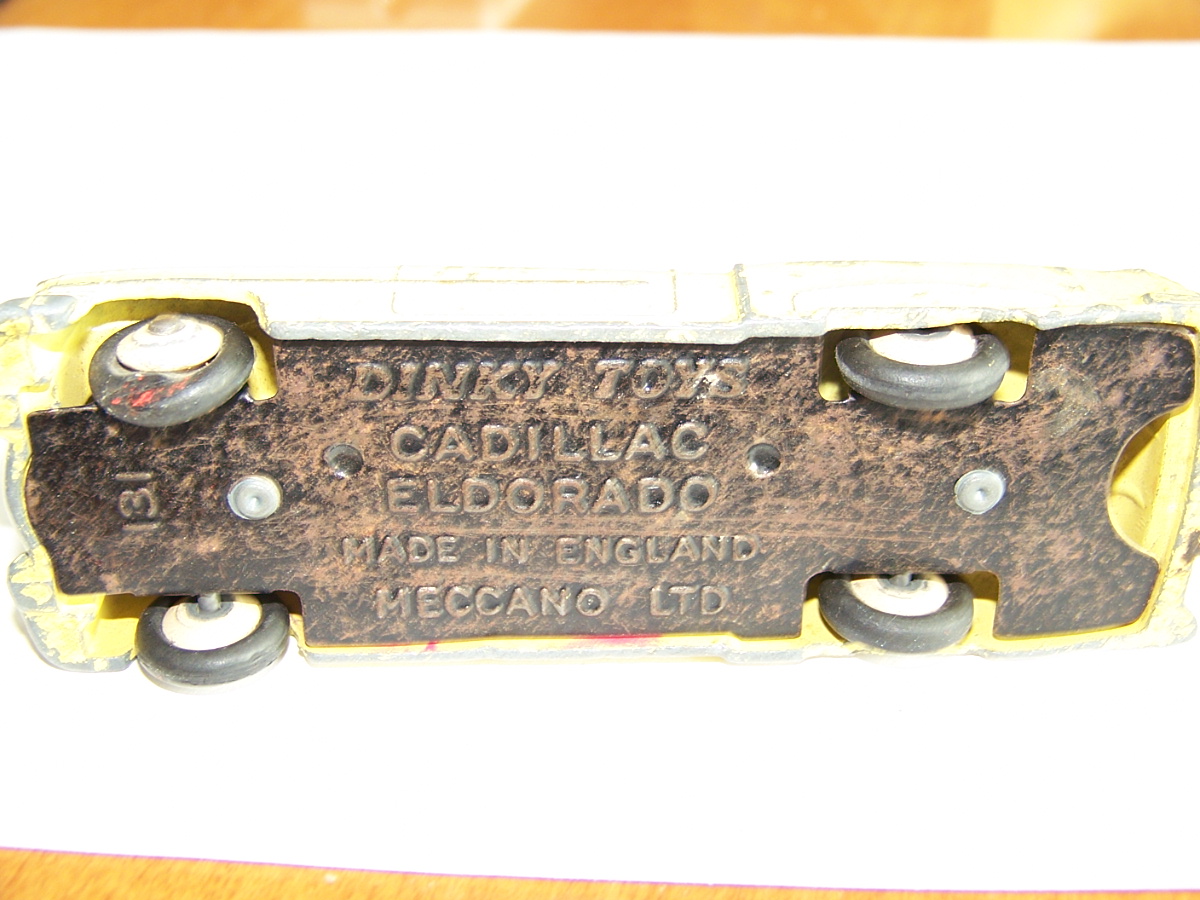 DINKY TOYS
CADILLAC
ELDORADO
MADE IN ENGLAND
MECCANO LTD
131